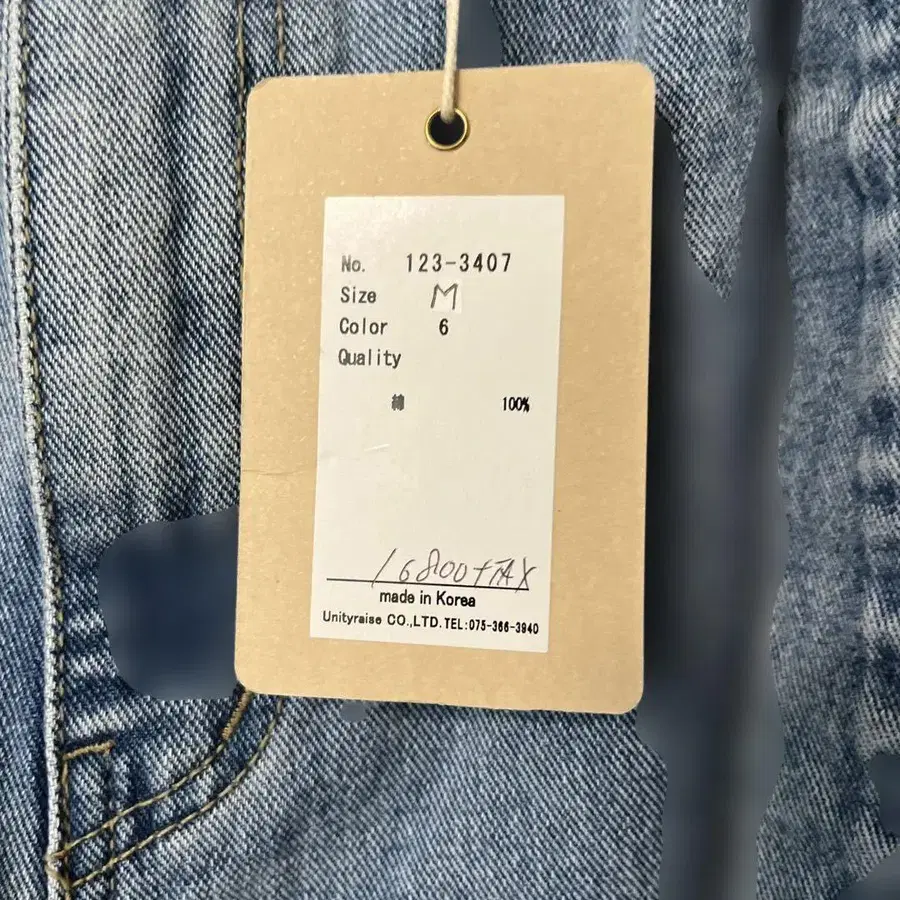 No. 123-3407
Size M
Color 6
Quality
綿 100%
16800+TAX
made in Korea
Unityraise CO.,LTD. TEL:075-366-3940